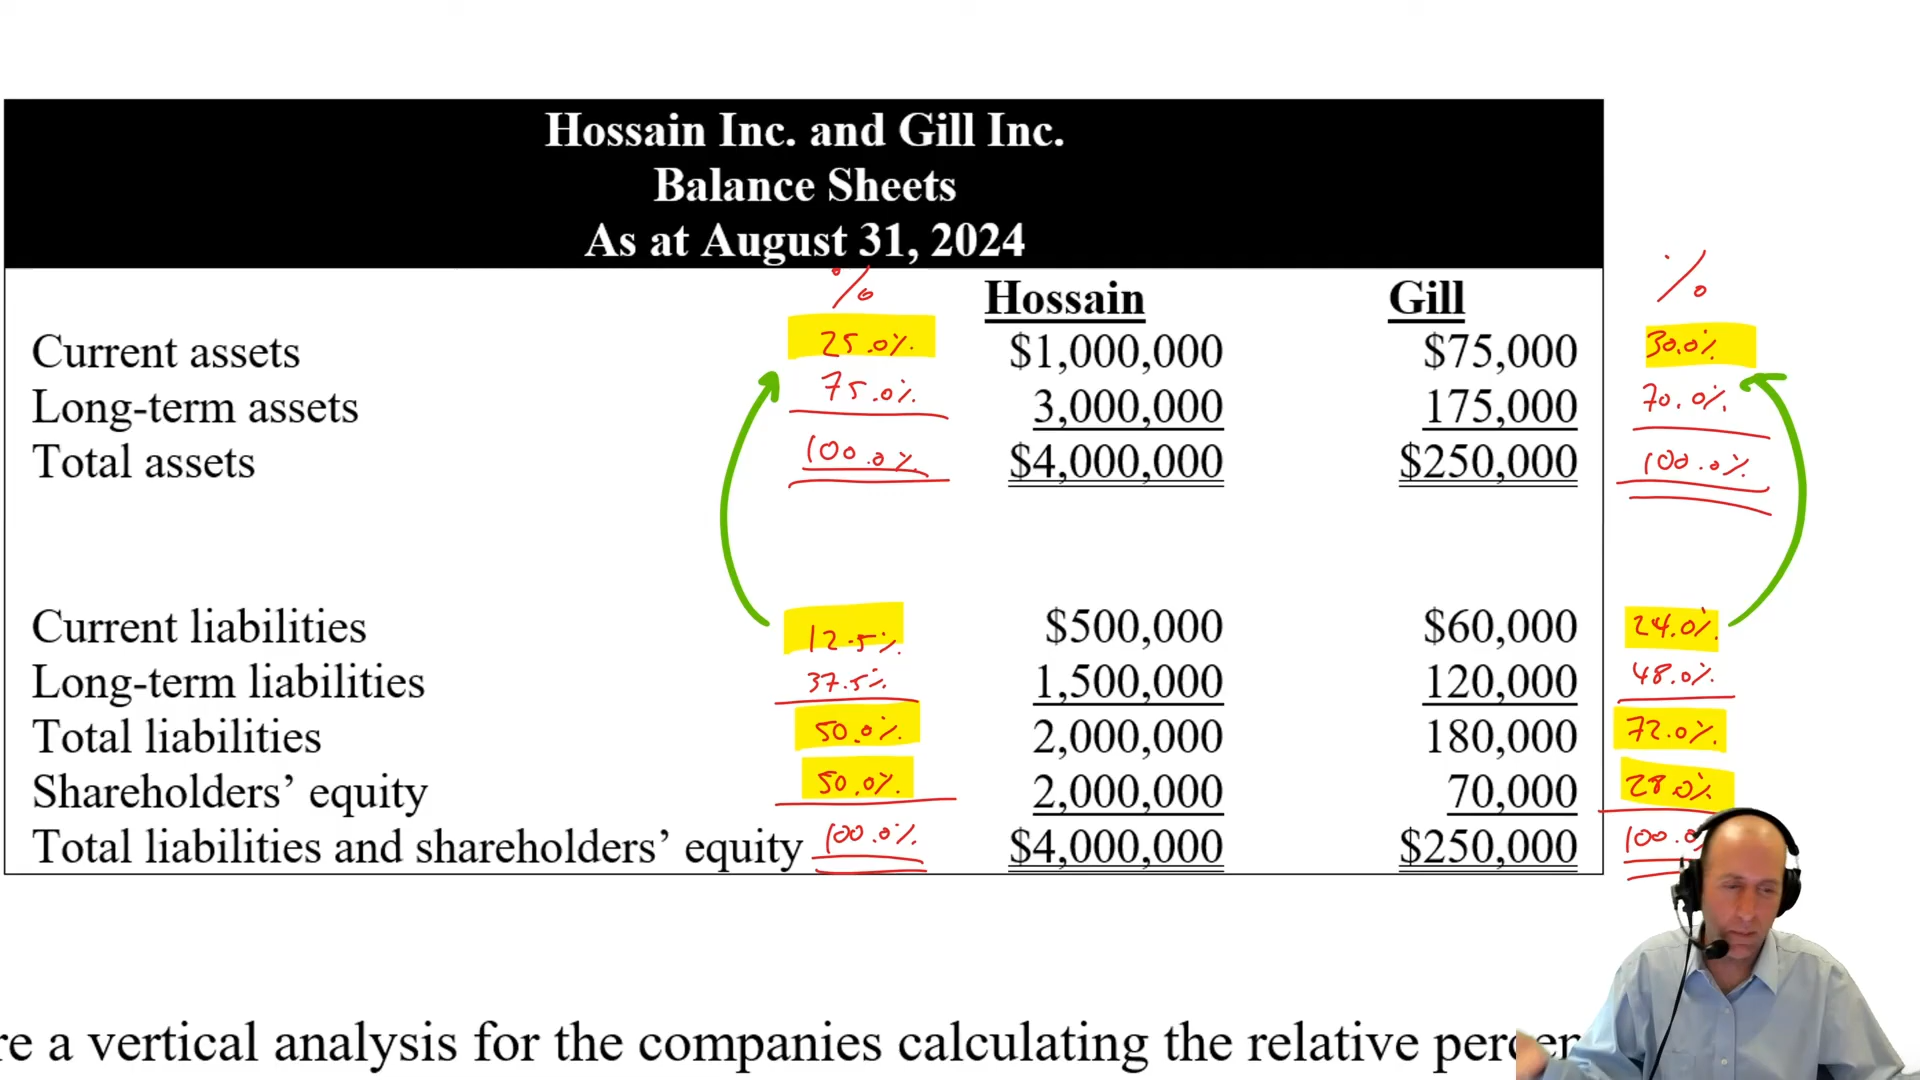 Hossain Inc. and Gill Inc.
Balance Sheets
As at August 31, 2024
% Hossain Gill %
Current assets 25.0% $1,000,000 $75,000 30.0%
Long-term assets 75.0% 3,000,000 175,000 70.0%
Total assets 100.0% $4,000,000 $250,000 100.0%
Current liabilities 12.5% $500,000 $60,000 24.0%
Long-term liabilities 37.5% 1,500,000 120,000 48.0%
Total liabilities 50.0% 2,000,000 180,000 72.0%
Shareholders’ equity 50.0% 2,000,000 70,000 28.0%
Total liabilities and shareholders’ equity 100.0% $4,000,000 $250,000 100.0
a vertical analysis for the companies calculating the relative